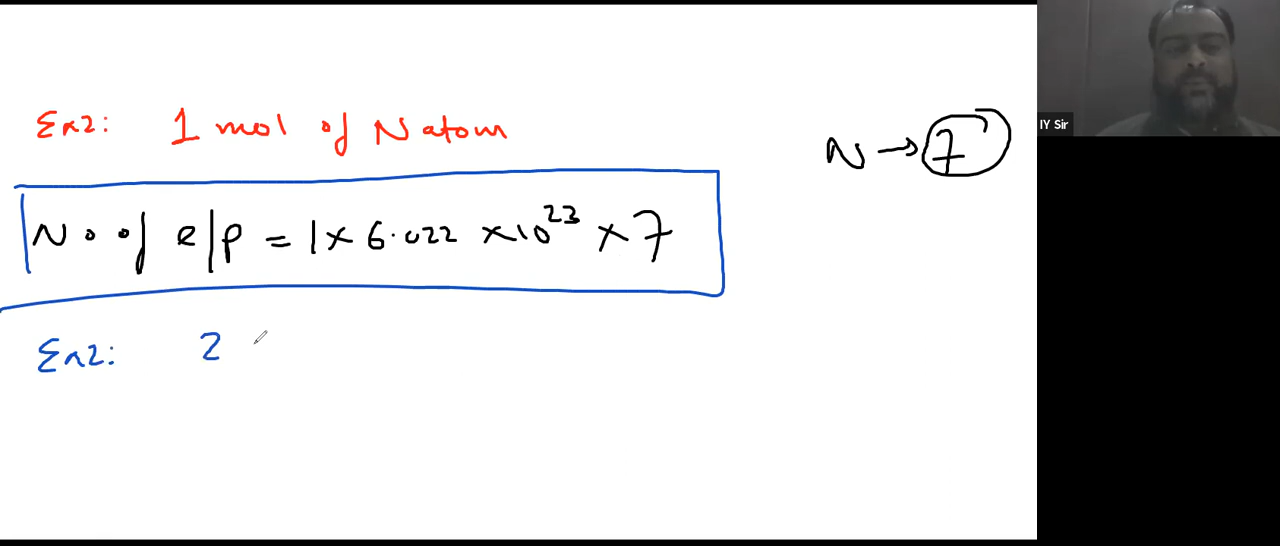 Ex2: 1 mol of N atom
N → 7
No of e/p = 1 × 6.022 × 10²³ × 7
Ex2: 2
IY Sir